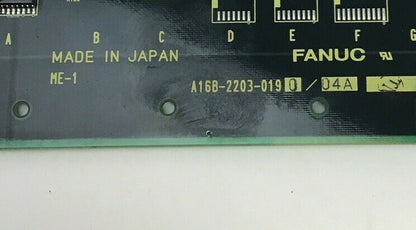 A B C D E F
MADE IN JAPAN FANUC
ME-1 A16B-2203-0190/04A